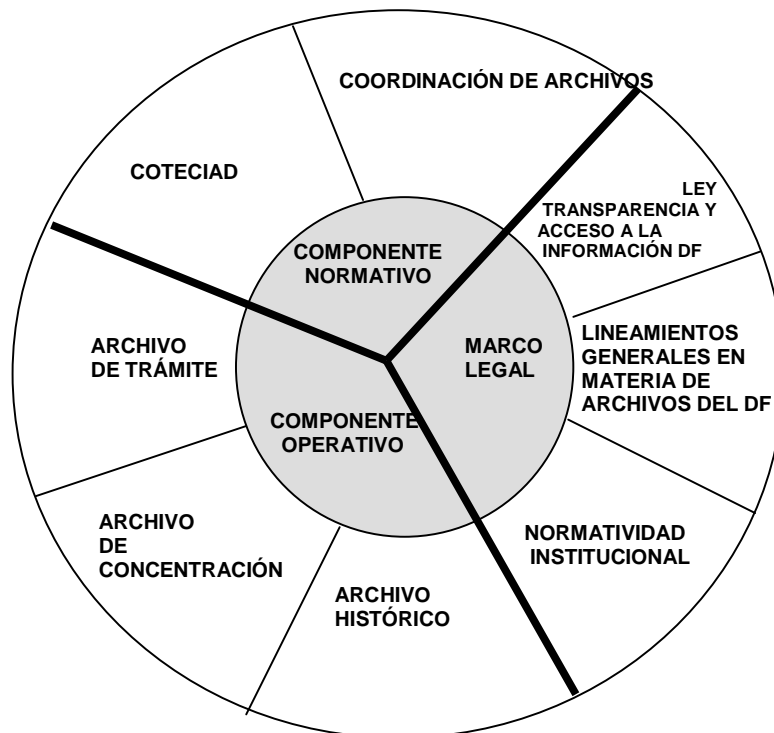 COORDINACIÓN DE ARCHIVOS
COTECIAD
LEY
TRANSPARENCIA Y
ACCESO A LA
INFORMACIÓN DF
COMPONENTE
NORMATIVO
MARCO
LEGAL
LINEAMIENTOS
GENERALES EN
MATERIA DE
ARCHIVOS DEL DF
ARCHIVO
DE TRÁMITE
COMPONENTE
OPERATIVO
ARCHIVO
DE
CONCENTRACIÓN
NORMATIVIDAD
INSTITUCIONAL
ARCHIVO
HISTÓRICO